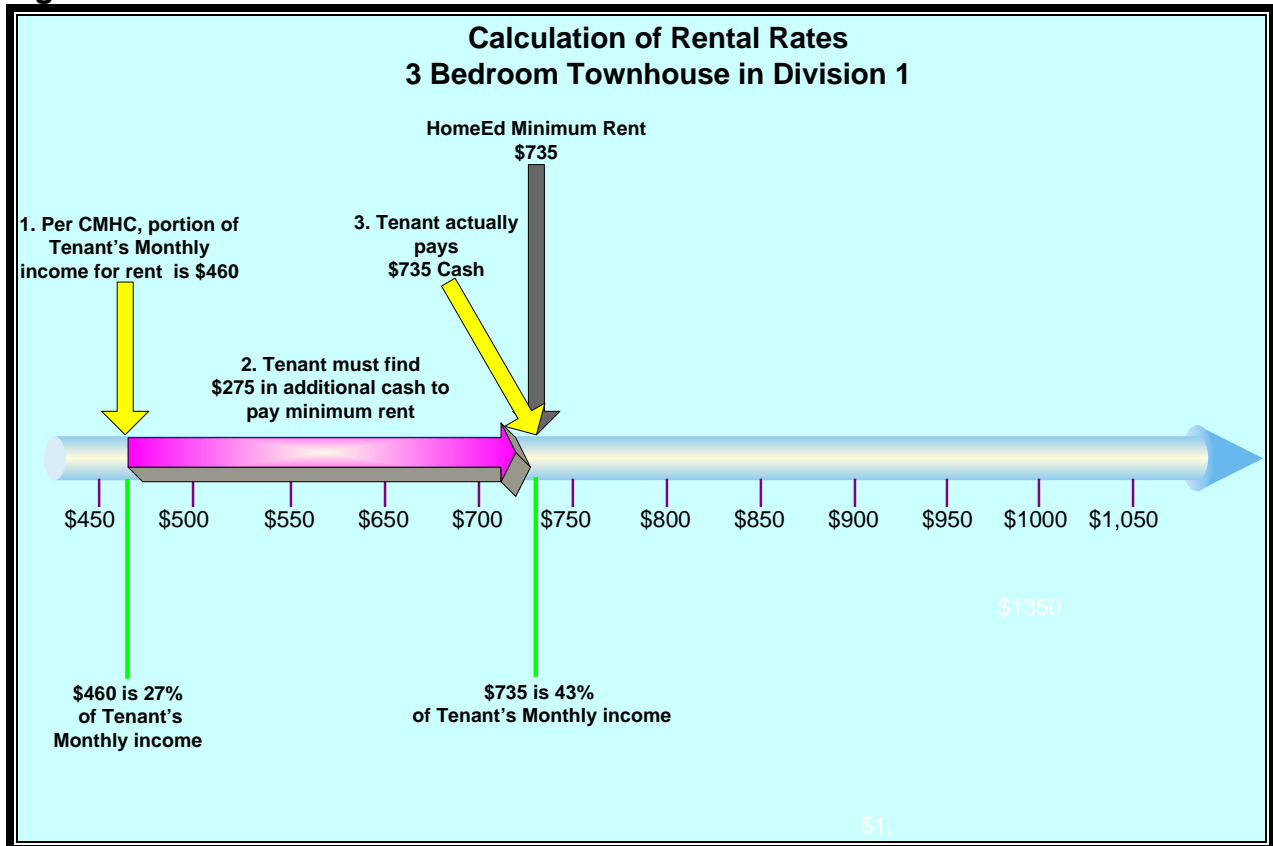 Calculation of Rental Rates
3 Bedroom Townhouse in Division 1
HomeEd Minimum Rent
$735
1. Per CMHC, portion of
Tenant's Monthly
income for rent is $460
3. Tenant actually
pays
$735 Cash
2. Tenant must find
$275 in additional cash to
pay minimum rent
$450 $500 $550 $650 $700 $750 $800 $850 $900 $950 $1000 $1,050
$1350
$460 is 27%
of Tenant's
Monthly income
$735 is 43%
of Tenant's Monthly income
$1,